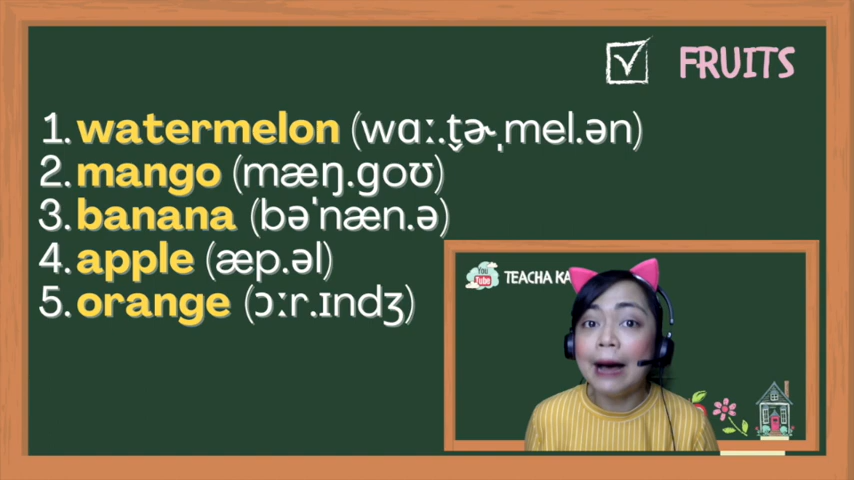 FRUITS
1. watermelon (wɑː.t̬ɚˌmel.ən)
2. mango (mæŋ.ɡoʊ)
3. banana (bəˈnæn.ə)
4. apple (æp.əl)
5. orange (ɔːr.ɪndʒ)
You
Tube
TEACHA KA